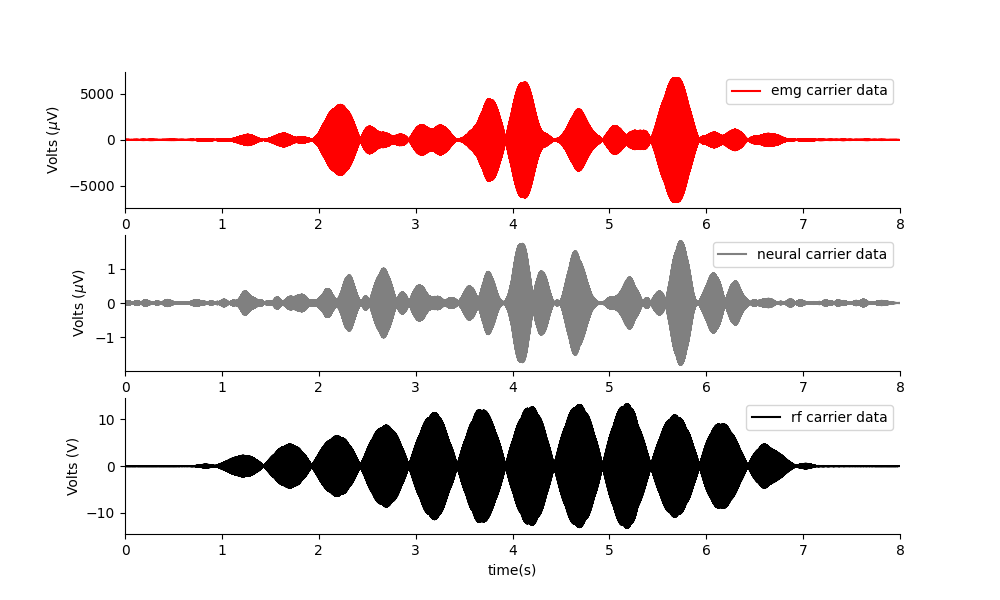 Volts (μV)
5000
0
−5000
emg carrier data
0 1 2 3 4 5 6 7 8
Volts (μV)
1
0
−1
neural carrier data
0 1 2 3 4 5 6 7 8
Volts (V)
10
0
−10
rf carrier data
0 1 2 3 4 5 6 7 8
time(s)